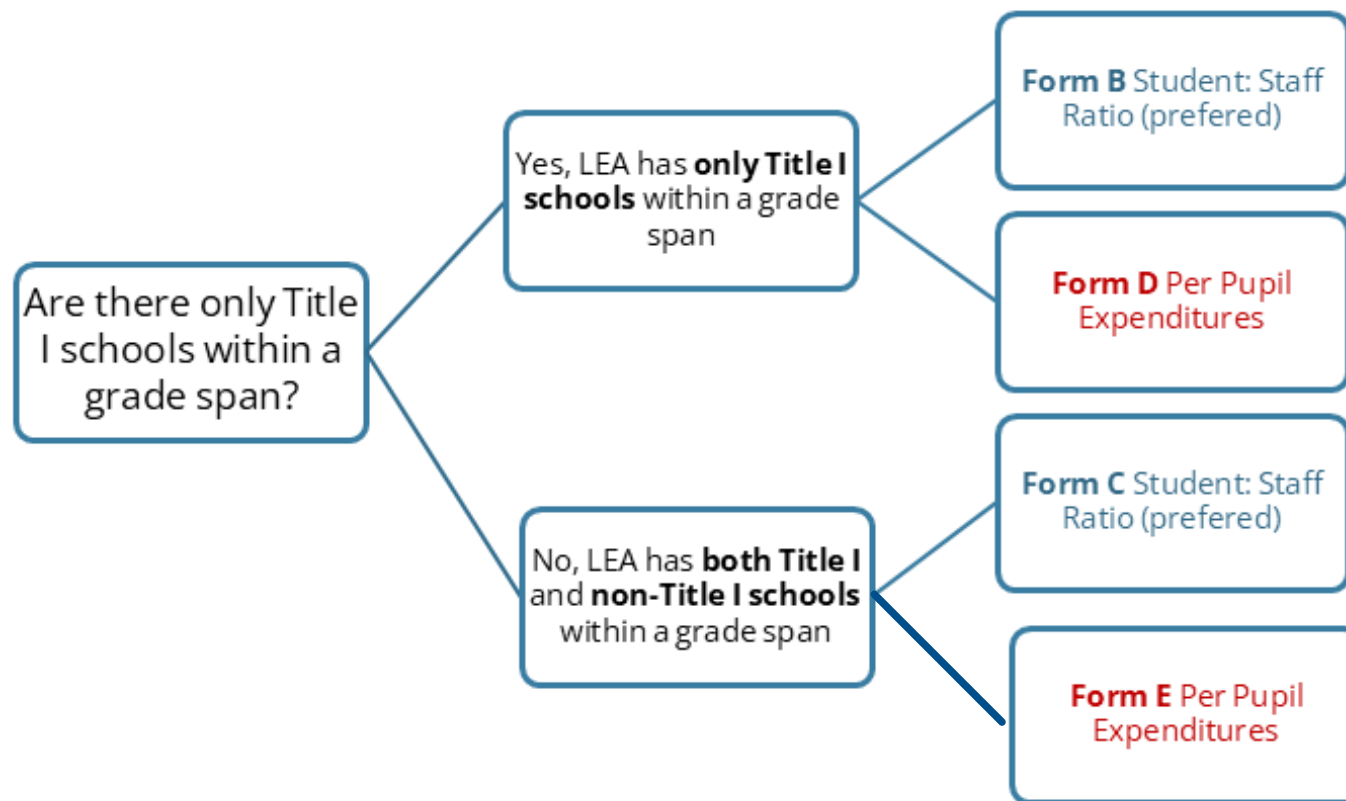 Are there only Title
I schools within a
grade span?
Yes, LEA has only Title I
schools within a grade
span
No, LEA has both Title I
and non-Title I schools
within a grade span
Form B Student: Staff
Ratio (prefered)
Form D Per Pupil
Expenditures
Form C Student: Staff
Ratio (prefered)
Form E Per Pupil
Expenditures